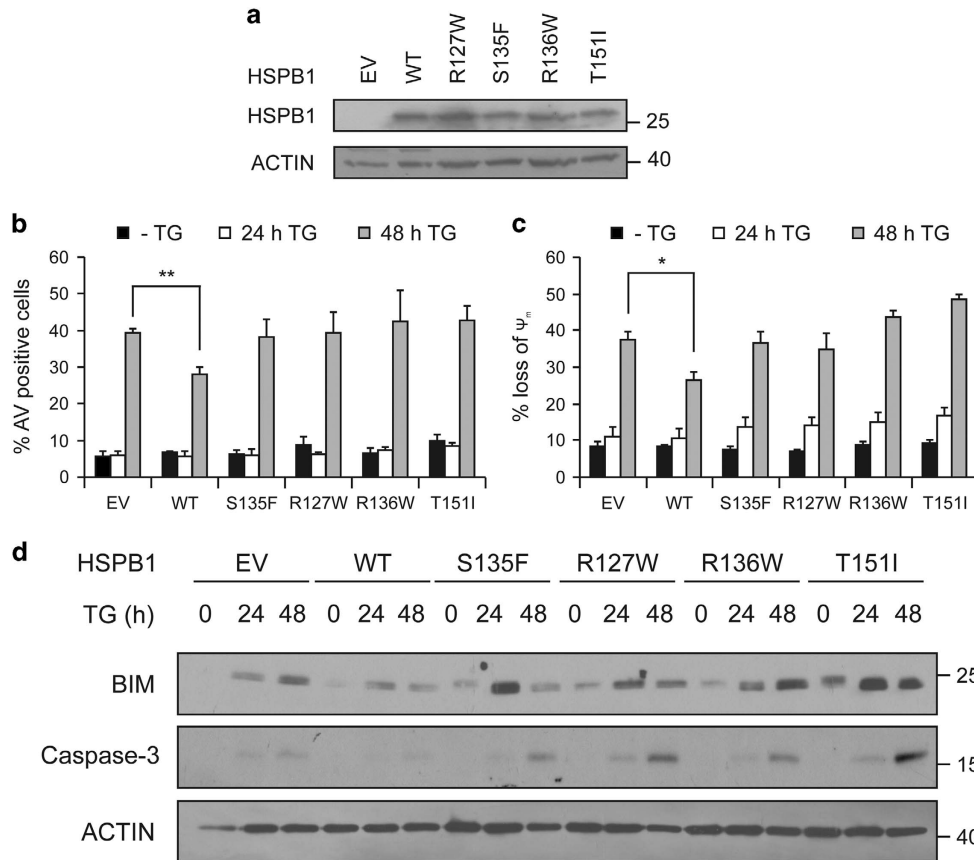 a
HSPB1 EV WT R127W S135F R136W T151I
HSPB1 25
ACTIN 40
b
- TG 24 h TG 48 h TG
**
% AV positive cells
60
50
40
30
20
10
0
EV WT S135F R127W R136W T151I
c
- TG 24 h TG 48 h TG
*
% loss of Ψm
60
50
40
30
20
10
0
EV WT S135F R127W R136W T151I
d
HSPB1 EV WT S135F R127W R136W T151I
TG (h) 0 24 48 0 24 48 0 24 48 0 24 48 0 24 48 0 24 48
BIM 25
Caspase-3 15
ACTIN 40